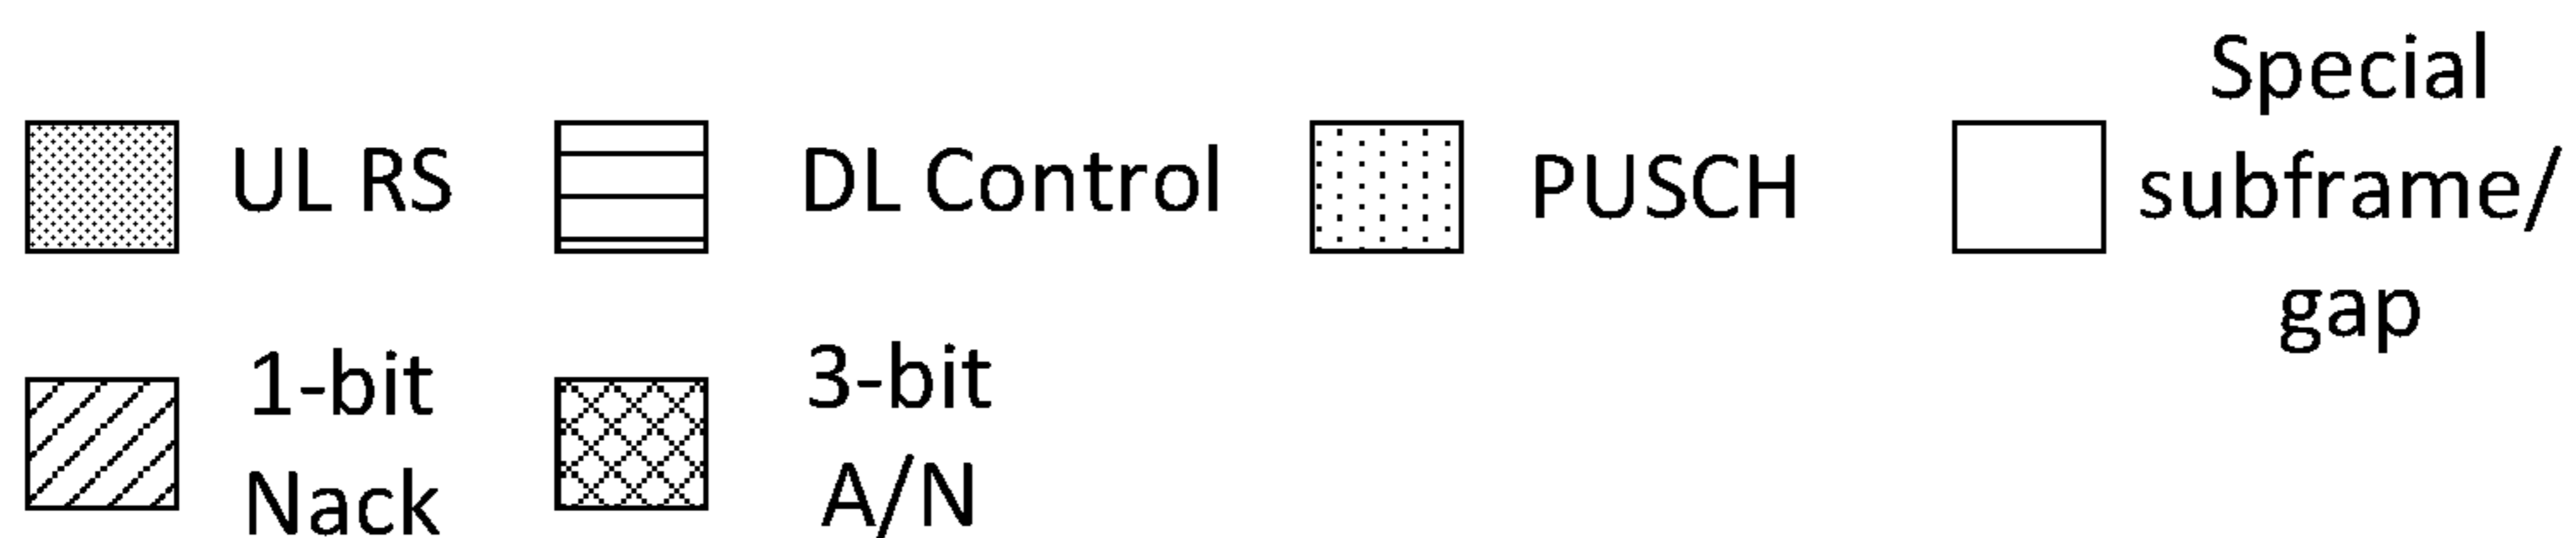 UL RS
DL Control
PUSCH
Special
subframe/
gap
1-bit
Nack
3-bit
A/N